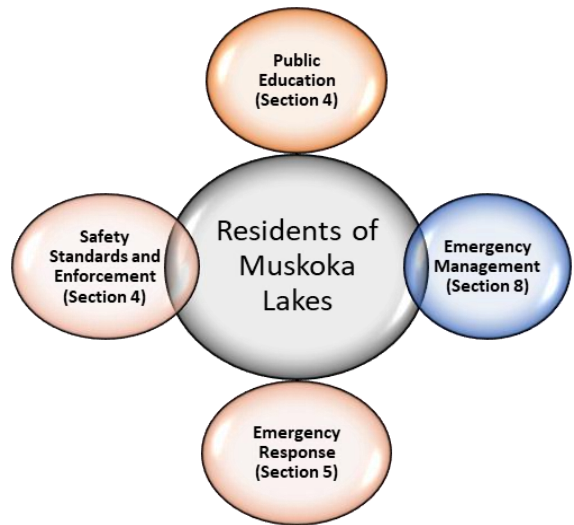 Public
Education
(Section 4)
Safety
Standards and
Enforcement
(Section 4)
Residents of
Muskoka
Lakes
Emergency
Management
(Section 8)
Emergency
Response
(Section 5)